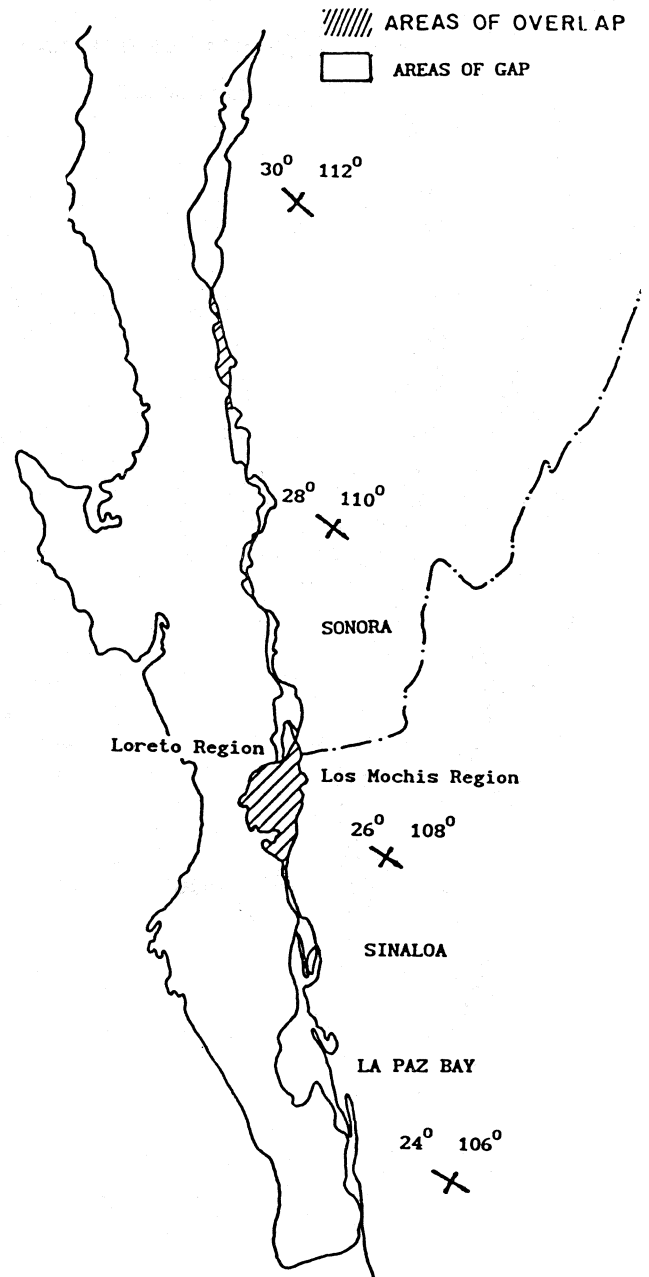 AREAS OF OVERLAP
AREAS OF GAP
30° 112°
28° 110°
SONORA
Loreto Region
Los Mochis Region
26° 108°
SINALOA
LA PAZ BAY
24° 106°